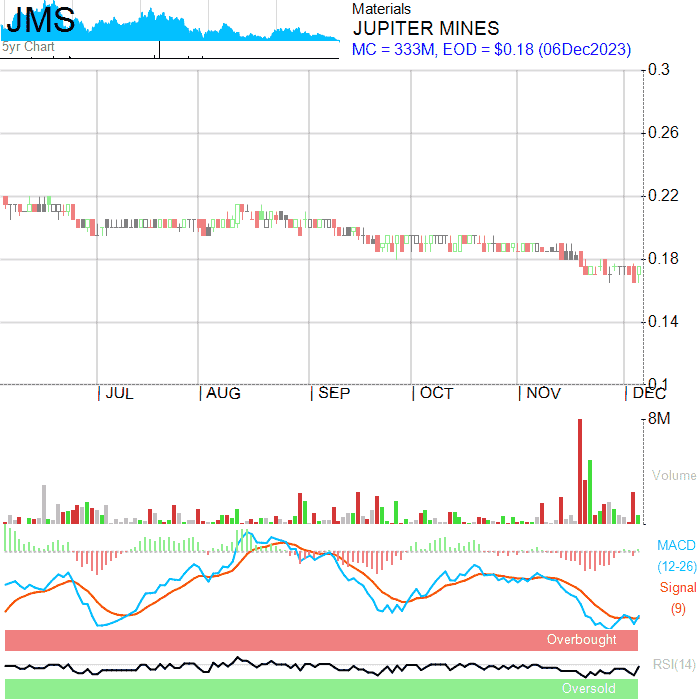 JMS
5yr Chart
Materials
JUPITER MINES
MC = 333M, EOD = $0.18 (06Dec2023)
0.3
0.26
0.22
0.18
0.14
0.1
JUL AUG SEP OCT NOV DEC
8M
Volume
MACD
(12-26)
Signal
(9)
Overbought
RSI(14)
Oversold